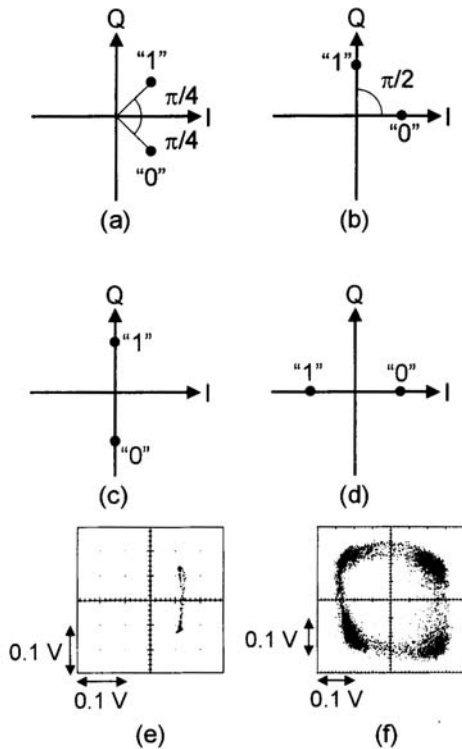 Q
“1”
π/4
I
π/4
“0”
(a)
Q
“1”
π/2
I
“0”
(b)
Q
“1”
I
“0”
(c)
Q
“1”
“0”
I
(d)
0.1 V
0.1 V
(e)
0.1 V
0.1 V
(f)